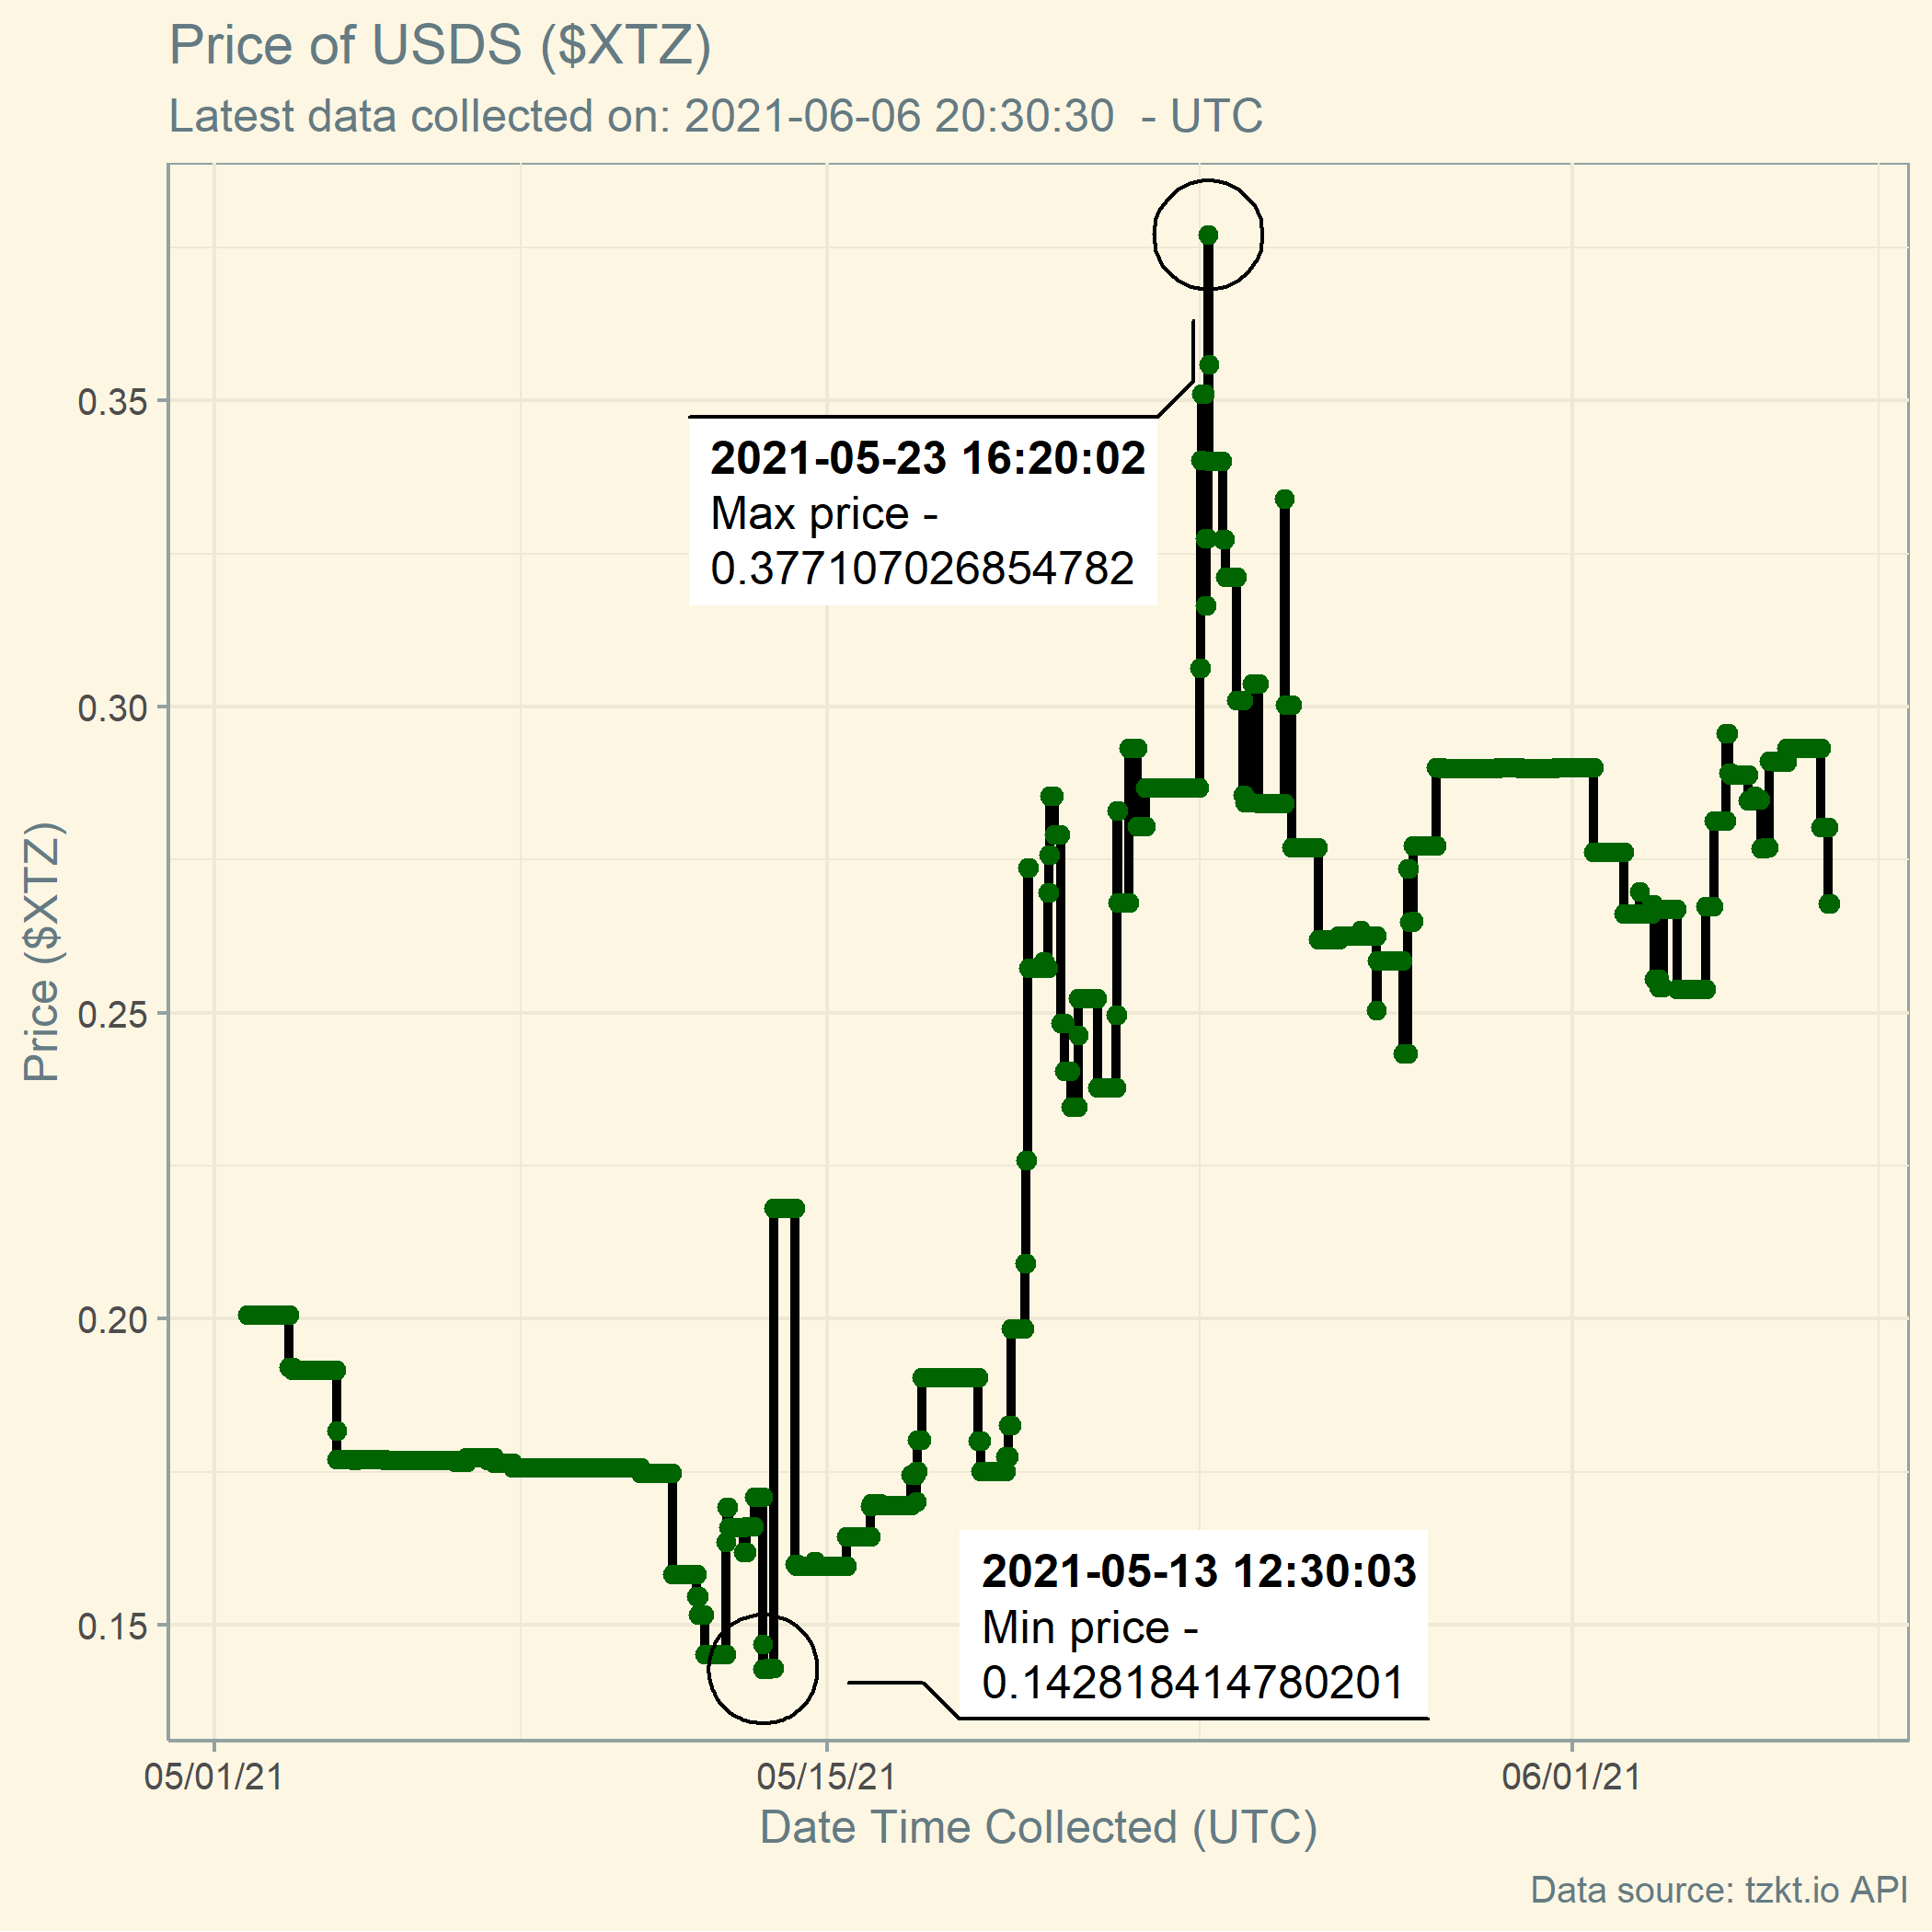 Price of USDS ($XTZ)
Latest data collected on: 2021-06-06 20:30:30  - UTC
Price ($XTZ)
0.35
0.30
0.25
0.20
0.15
2021-05-23 16:20:02
Max price -
0.377107026854782
2021-05-13 12:30:03
Min price -
0.142818414780201
05/01/21
05/15/21
06/01/21
Date Time Collected (UTC)
Data source: tzkt.io API